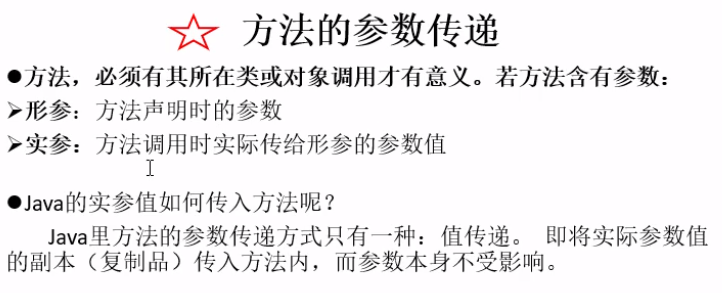 方法的参数传递
●方法，必须有其所在类或对象调用才有意义。若方法含有参数：
➢形参：方法声明时的参数
➢实参：方法调用时实际传给形参的参数值
●Java的实参值如何传入方法呢？
Java里方法的参数传递方式只有一种：值传递。 即将实际参数值
的副本（复制品）传入方法内，而参数本身不受影响。